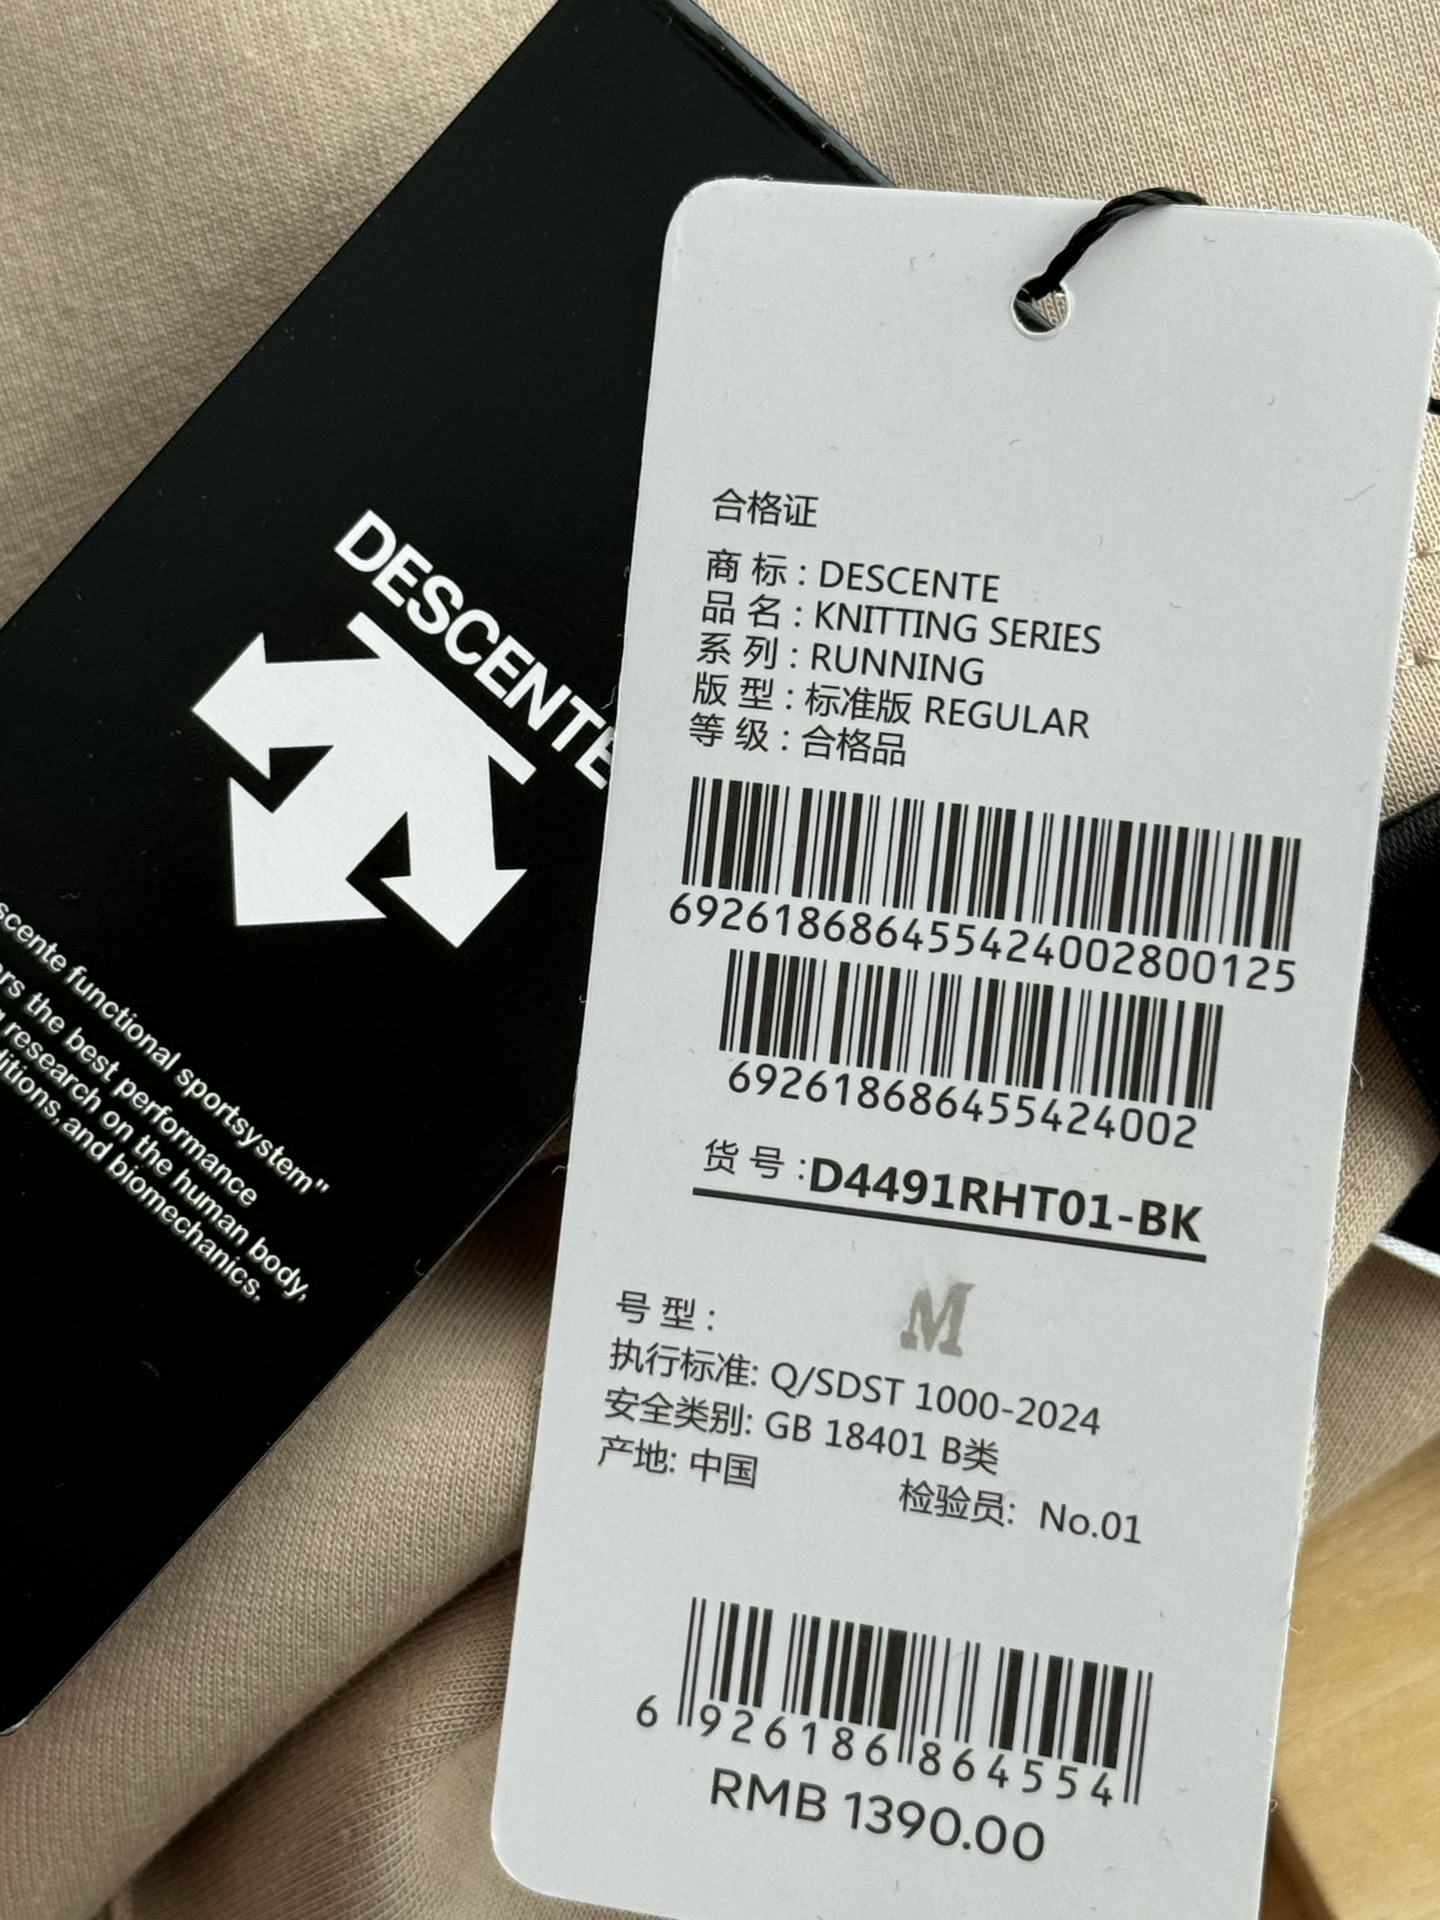 DESCENTE
scente functional sportsystem"
ers the best performance
research on the human body,
ditions, and biomechanics.
合格证
商 标 : DESCENTE
品 名 : KNITTING SERIES
系 列 : RUNNING
版 型 : 标准版 REGULAR
等 级 : 合格品
692618686455424002800125
692618686455424002
货 号 :D4491RHT01-BK
号 型 : M
执行标准: Q/SDST 1000-2024
安全类别: GB 18401 B类
产地: 中国 检验员: No.01
6 926186 864554
RMB 1390.00